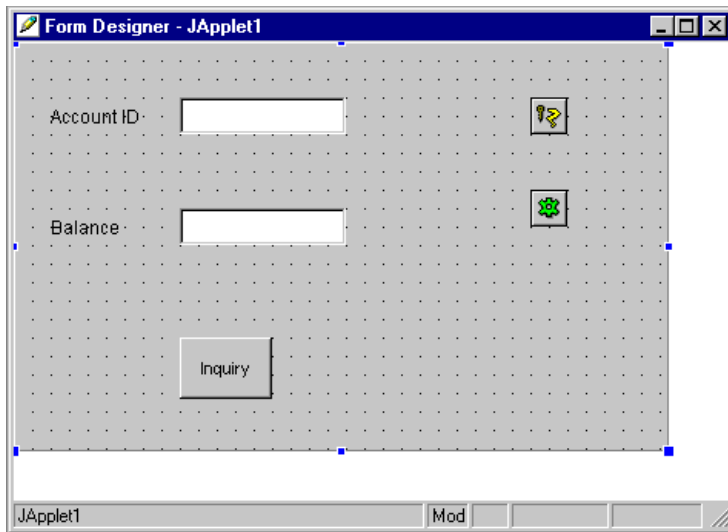 Form Designer - JApplet1
Account ID
Balance
Inquiry
JApplet1 Mod